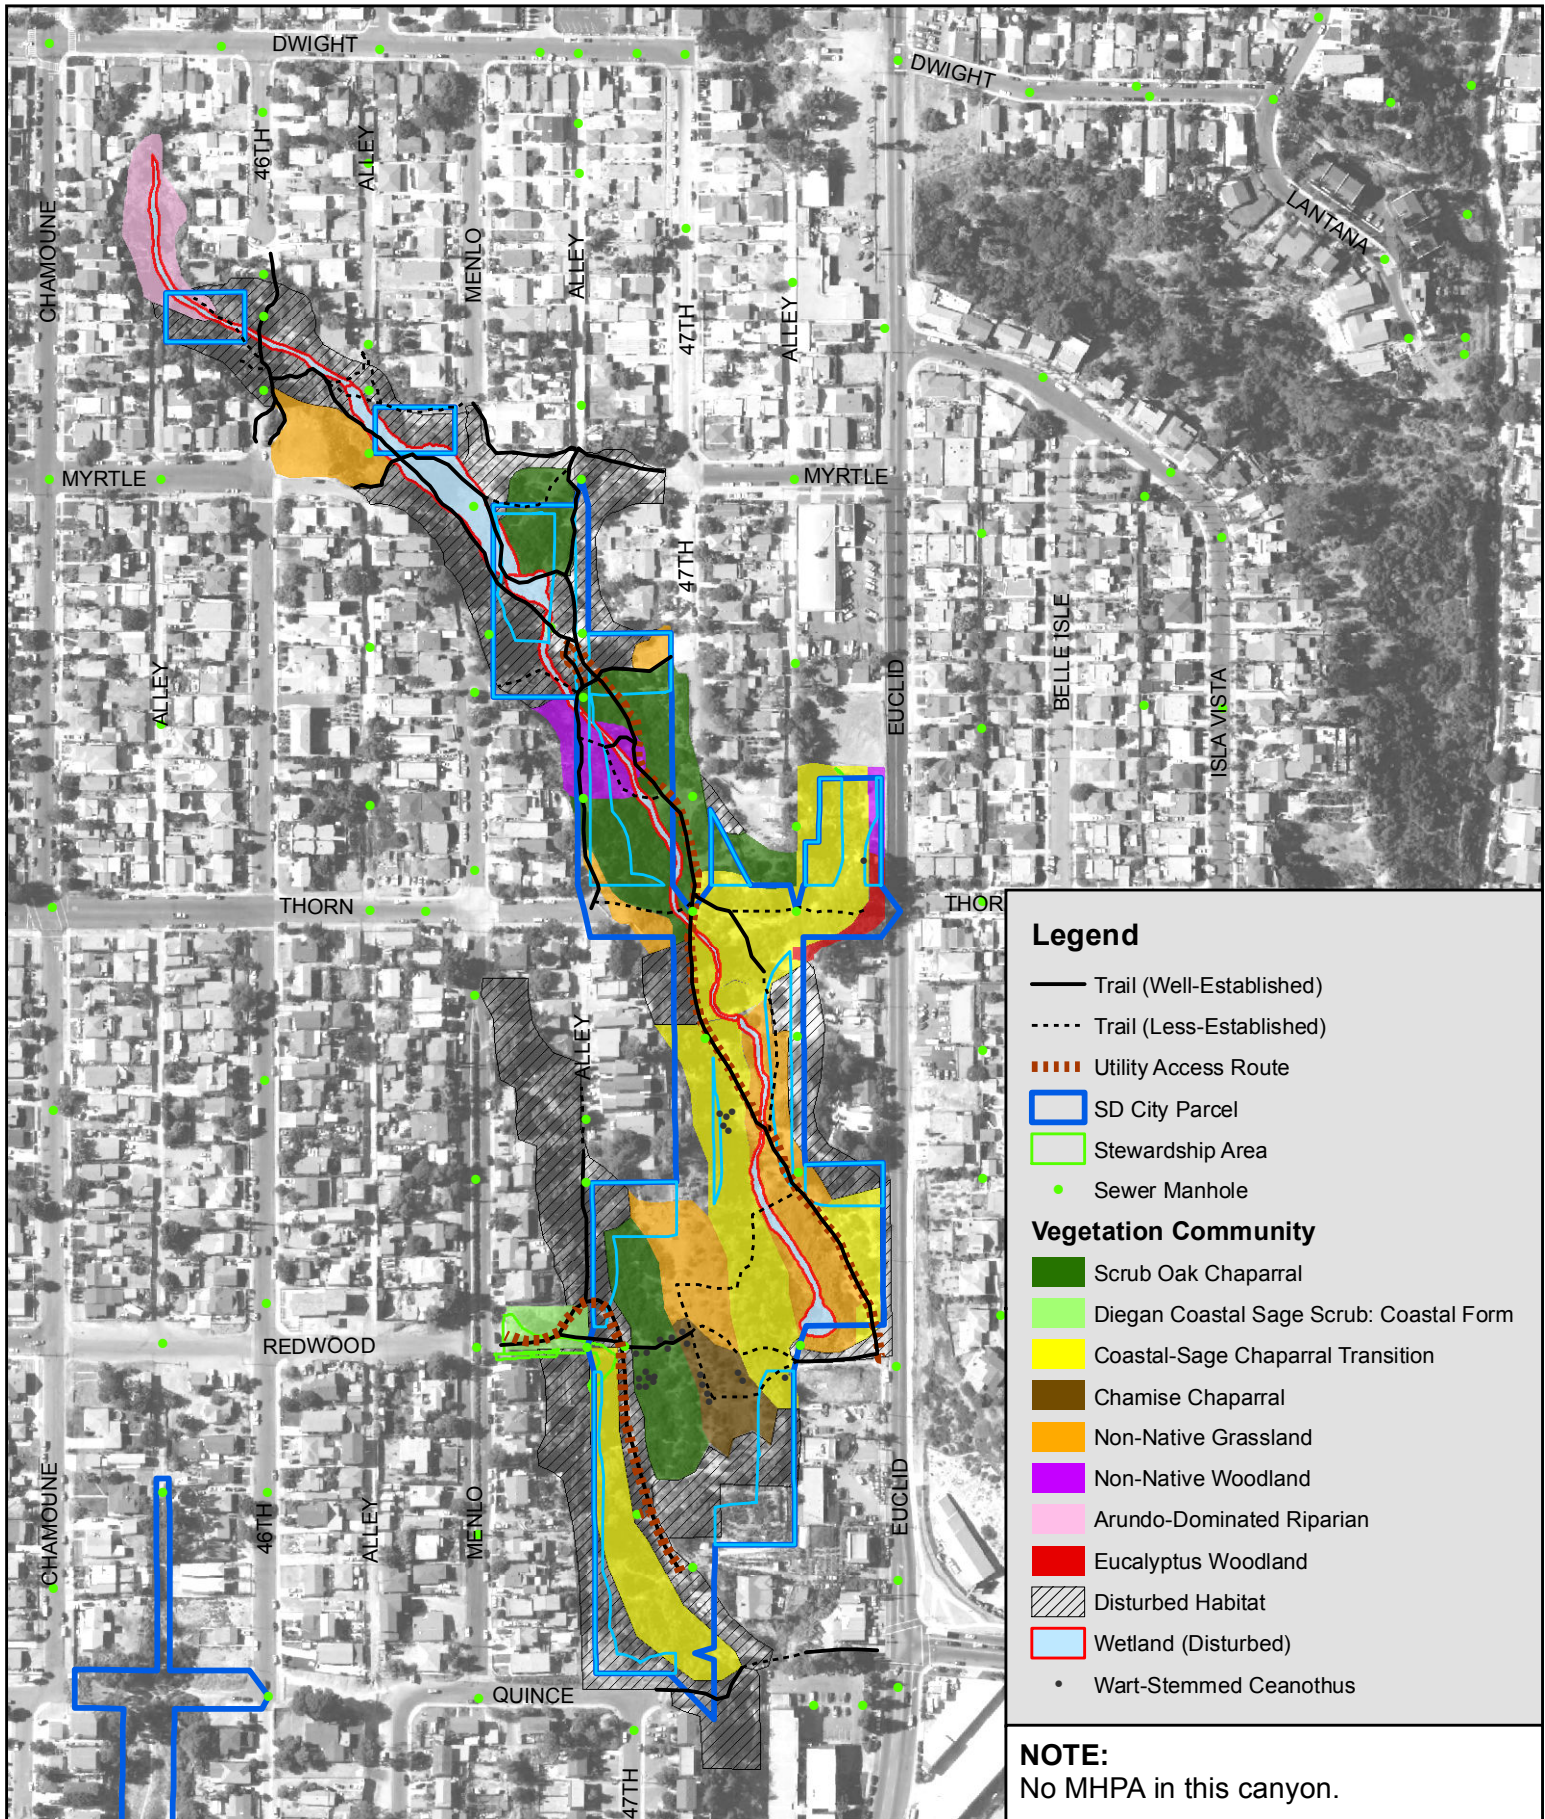 DWIGHT
DWIGHT
46TH
ALLEY
CHAMOUNE
MENLO
ALLEY
47TH
ALLEY
LANTANA
MYRTLE
MYRTLE
47TH
ALLEY
EUCLID
BELLE ISLE
ISLA VISTA
THORN
THOR
ALLEY
REDWOOD
CHAMOUNE
46TH
ALLEY
MENLO
EUCLID
QUINCE
47TH
Legend
Trail (Well-Established)
Trail (Less-Established)
Utility Access Route
SD City Parcel
Stewardship Area
Sewer Manhole
Vegetation Community
Scrub Oak Chaparral
Diegan Coastal Sage Scrub: Coastal Form
Coastal-Sage Chaparral Transition
Chamise Chaparral
Non-Native Grassland
Non-Native Woodland
Arundo-Dominated Riparian
Eucalyptus Woodland
Disturbed Habitat
Wetland (Disturbed)
Wart-Stemmed Ceanothus
NOTE:
No MHPA in this canyon.